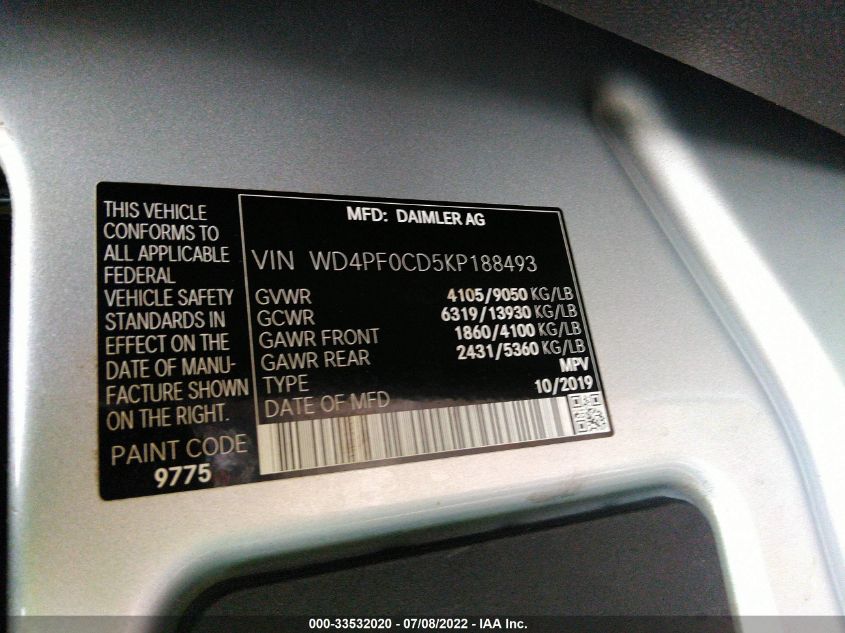 THIS VEHICLE
CONFORMS TO
ALL APPLICABLE
FEDERAL
VEHICLE SAFETY
STANDARDS IN
EFFECT ON THE
DATE OF MANU-
FACTURE SHOWN
ON THE RIGHT.
PAINT CODE
9775
MFD: DAIMLER AG
VIN WD4PF0CD5KP188493
GVWR 4105/9050 KG/LB
GCWR 6319/13930 KG/LB
GAWR FRONT 1860/4100 KG/LB
GAWR REAR 2431/5360 KG/LB
TYPE MPV
DATE OF MFD 10/2019
000-33532020 - 07/08/2022 - IAA Inc.